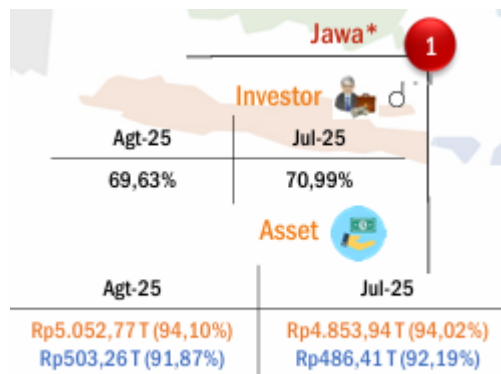 Jawa* 1
Investor
Agt-25 Jul-25
69,63% 70,99%
Asset
Agt-25 Jul-25
Rp5.052,77 T (94,10%) Rp4.853,94 T (94,02%)
Rp503,26 T (91,87%) Rp486,41 T (92,19%)